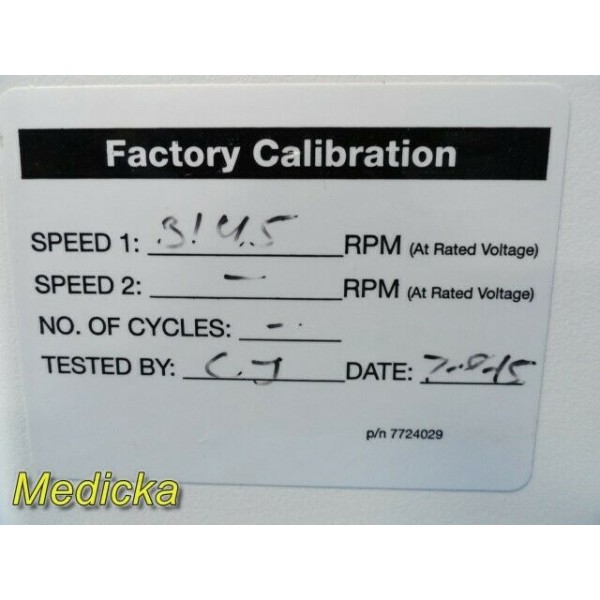 Factory Calibration
SPEED 1: 3145 RPM (At Rated Voltage)
SPEED 2: - RPM (At Rated Voltage)
NO. OF CYCLES: -
TESTED BY: C.J DATE:
p/n 7724029
Medicka